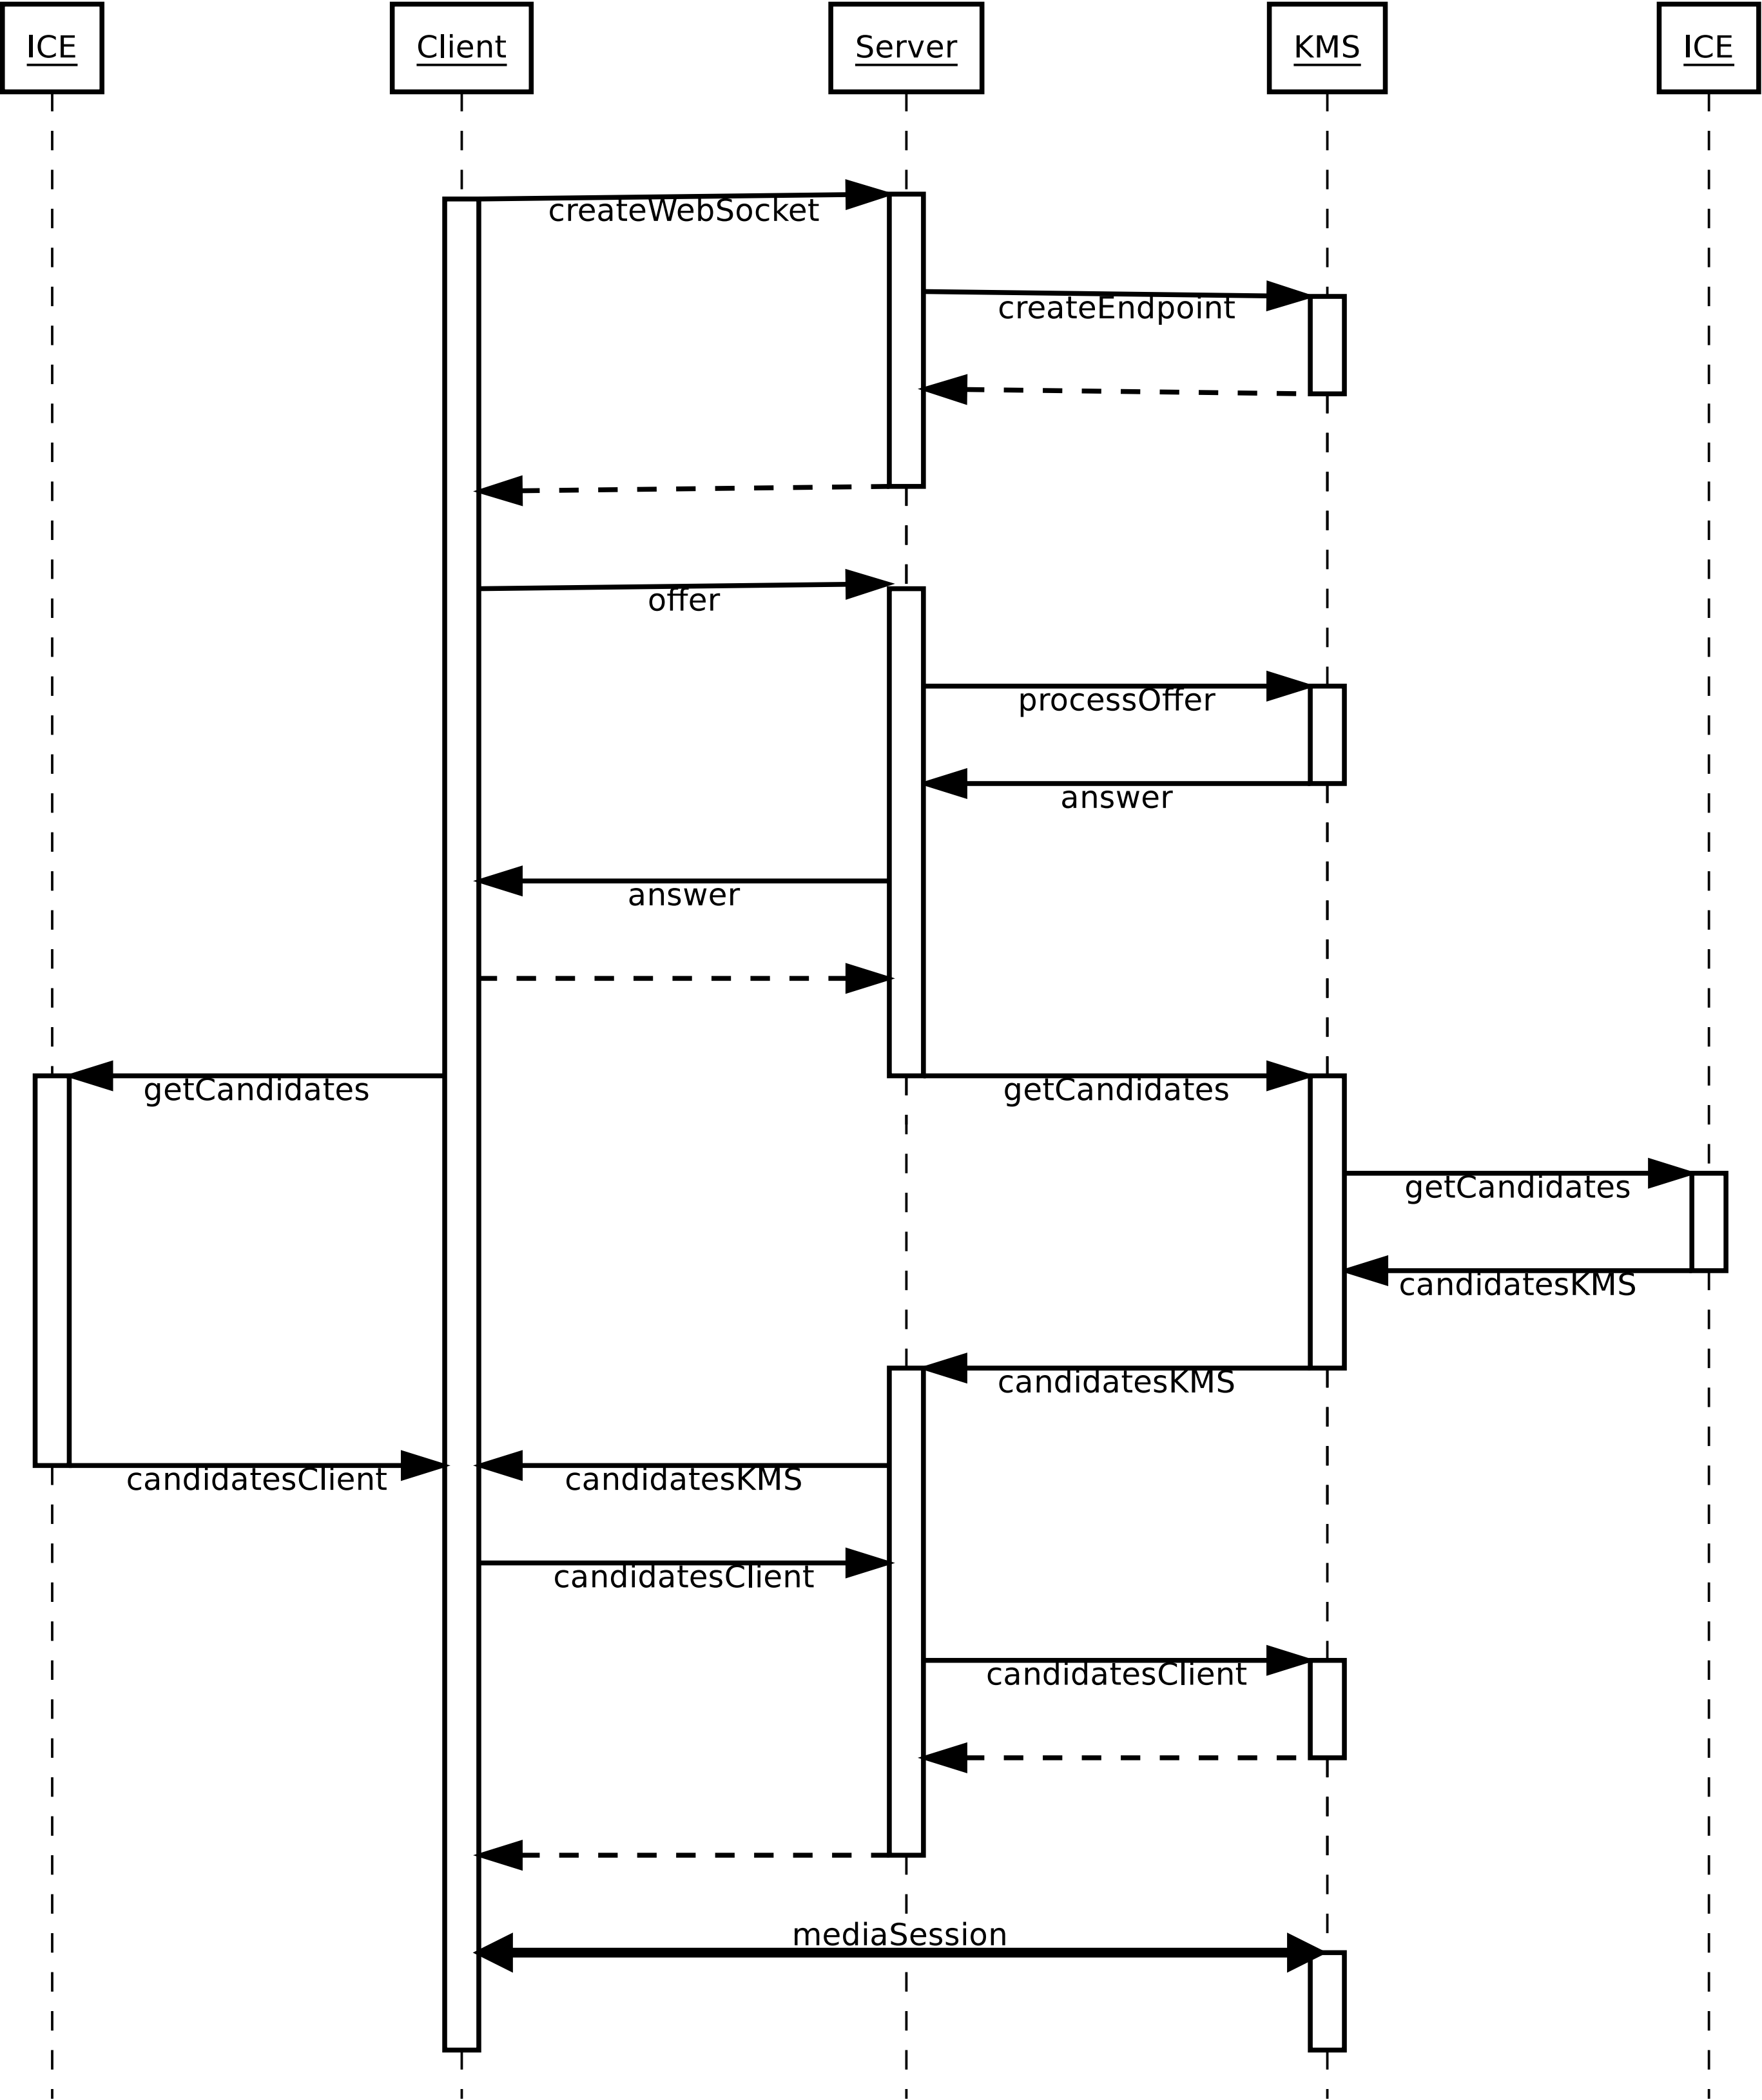 ICE
Client
Server
KMS
ICE
createWebSocket
createEndpoint
offer
processOffer
answer
answer
getCandidates
getCandidates
getCandidates
candidatesKMS
candidatesKMS
candidatesClient
candidatesKMS
candidatesClient
candidatesClient
mediaSession